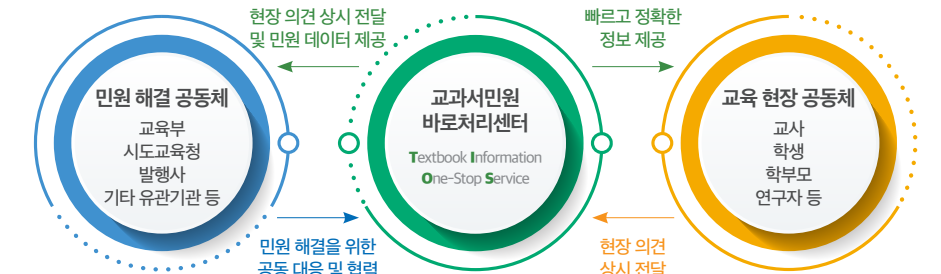 현장 의견 상시 전달
및 민원 데이터 제공
빠르고 정확한
정보 제공
민원 해결 공동체
교육부
시도교육청
발행사
기타 유관기관 등
교과서민원
바로처리센터
Textbook Information
One-Stop Service
교육 현장 공동체
교사
학생
학부모
연구자 등
민원 해결을 위한
공동 대응 및 협력
현장 의견
상시 전달